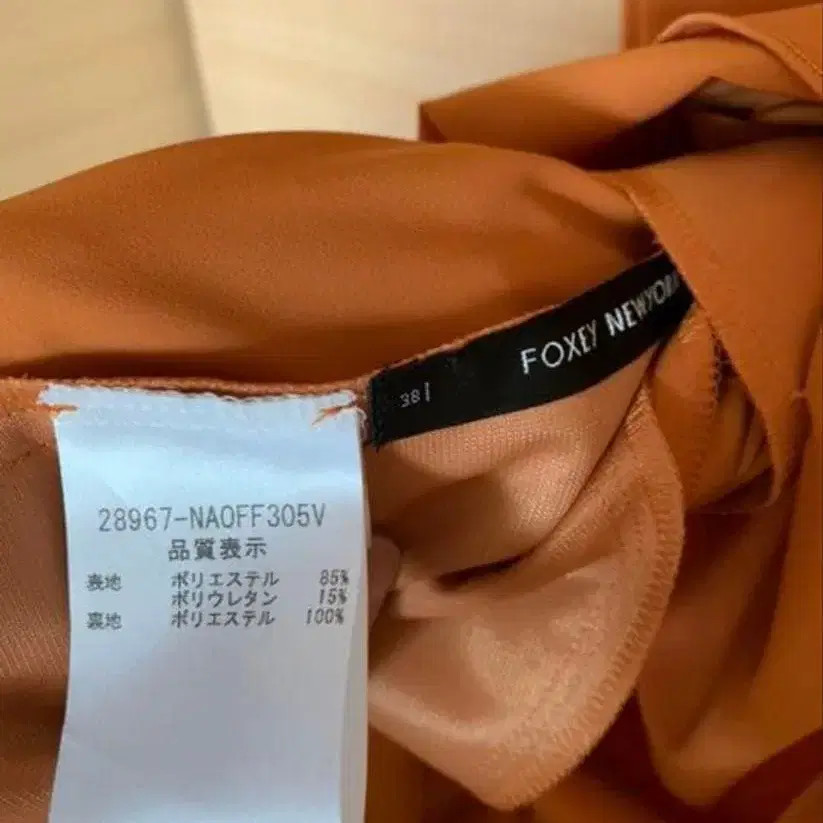 FOXEY NEWYORK
38
28967-NAOFF305V
品質表示
表地 ポリエステル 85%
ポリウレタン 15%
裏地 ポリエステル 100%